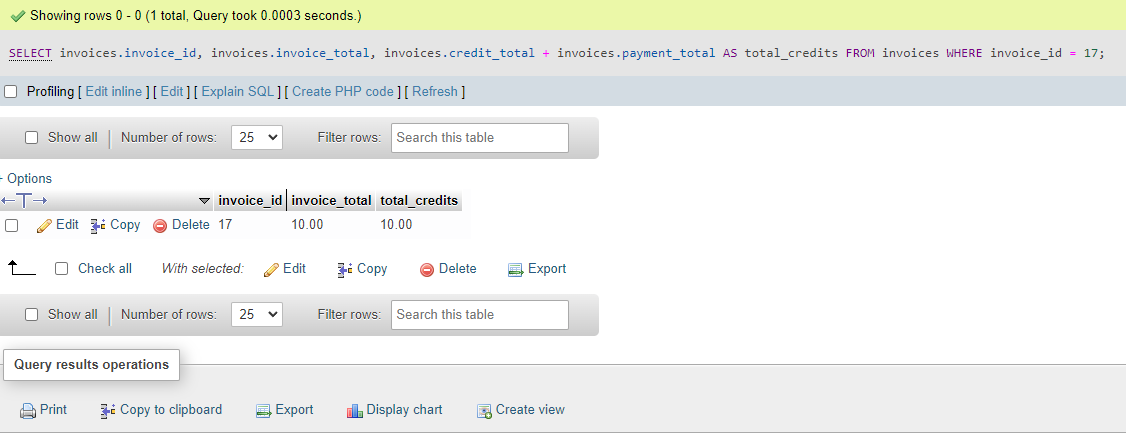 Showing rows 0 - 0 (1 total, Query took 0.0003 seconds.)
SELECT invoices.invoice_id, invoices.invoice_total, invoices.credit_total + invoices.payment_total AS total_credits FROM invoices WHERE invoice_id = 17;
Profiling [ Edit inline ] [ Edit ] [ Explain SQL ] [ Create PHP code ] [ Refresh ]
Show all | Number of rows: 25 Filter rows: Search this table
+ Options
←T→ invoice_id invoice_total total_credits
Edit Copy Delete 17 10.00 10.00
Check all With selected: Edit Copy Delete Export
Show all | Number of rows: 25 Filter rows: Search this table
Query results operations
Print Copy to clipboard Export Display chart Create view